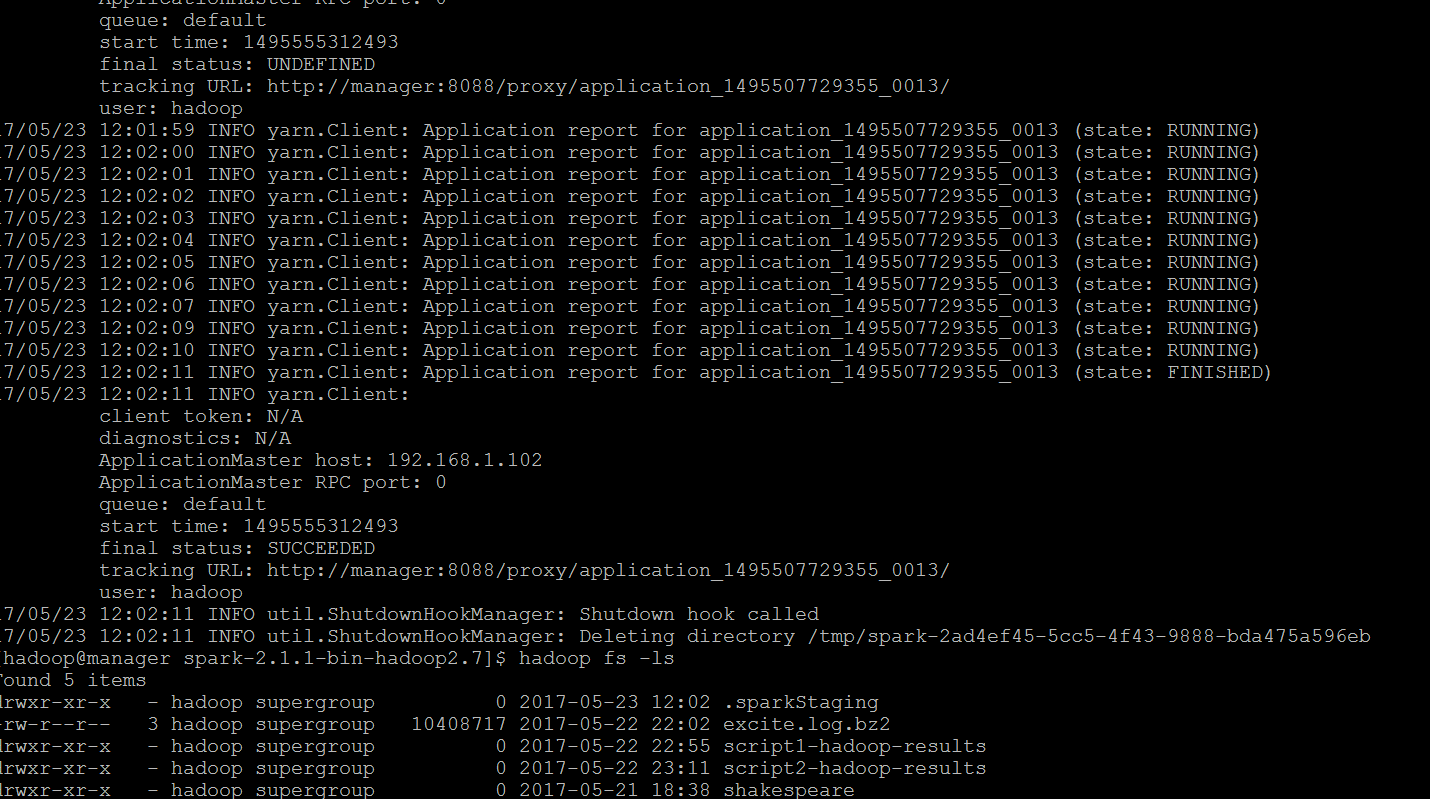 ApplicationMaster RPC port: 0
queue: default
start time: 1495555312493
final status: UNDEFINED
tracking URL: http://manager:8088/proxy/application_1495507729355_0013/
user: hadoop
7/05/23 12:01:59 INFO yarn.Client: Application report for application_1495507729355_0013 (state: RUNNING)
7/05/23 12:02:00 INFO yarn.Client: Application report for application_1495507729355_0013 (state: RUNNING)
7/05/23 12:02:01 INFO yarn.Client: Application report for application_1495507729355_0013 (state: RUNNING)
7/05/23 12:02:02 INFO yarn.Client: Application report for application_1495507729355_0013 (state: RUNNING)
7/05/23 12:02:03 INFO yarn.Client: Application report for application_1495507729355_0013 (state: RUNNING)
7/05/23 12:02:04 INFO yarn.Client: Application report for application_1495507729355_0013 (state: RUNNING)
7/05/23 12:02:05 INFO yarn.Client: Application report for application_1495507729355_0013 (state: RUNNING)
7/05/23 12:02:06 INFO yarn.Client: Application report for application_1495507729355_0013 (state: RUNNING)
7/05/23 12:02:07 INFO yarn.Client: Application report for application_1495507729355_0013 (state: RUNNING)
7/05/23 12:02:09 INFO yarn.Client: Application report for application_1495507729355_0013 (state: RUNNING)
7/05/23 12:02:10 INFO yarn.Client: Application report for application_1495507729355_0013 (state: RUNNING)
7/05/23 12:02:11 INFO yarn.Client: Application report for application_1495507729355_0013 (state: FINISHED)
7/05/23 12:02:11 INFO yarn.Client:
client token: N/A
diagnostics: N/A
ApplicationMaster host: 192.168.1.102
ApplicationMaster RPC port: 0
queue: default
start time: 1495555312493
final status: SUCCEEDED
tracking URL: http://manager:8088/proxy/application_1495507729355_0013/
user: hadoop
7/05/23 12:02:11 INFO util.ShutdownHookManager: Shutdown hook called
7/05/23 12:02:11 INFO util.ShutdownHookManager: Deleting directory /tmp/spark-2ad4ef45-5cc5-4f43-9888-bda475a596eb
[hadoop@manager spark-2.1.1-bin-hadoop2.7]$ hadoop fs -ls
Found 5 items
drwxr-xr-x - hadoop supergroup 0 2017-05-23 12:02 .sparkStaging
-rw-r--r-- 3 hadoop supergroup 10408717 2017-05-22 22:02 excite.log.bz2
drwxr-xr-x - hadoop supergroup 0 2017-05-22 22:55 script1-hadoop-results
drwxr-xr-x - hadoop supergroup 0 2017-05-22 23:11 script2-hadoop-results
drwxr-xr-x - hadoop supergroup 0 2017-05-21 18:38 shakespeare